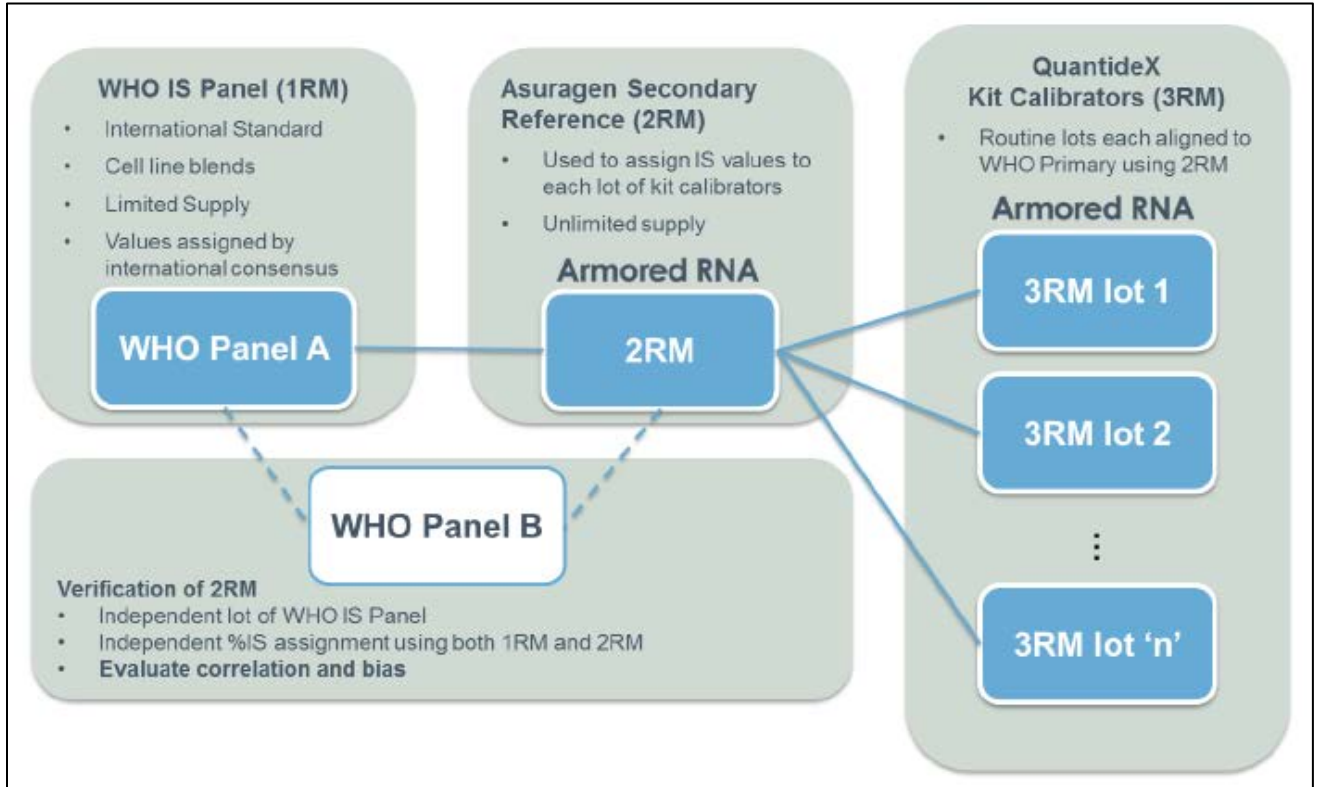 WHO IS Panel (1RM)
• International Standard
• Cell line blends
• Limited Supply
• Values assigned by
international consensus
WHO Panel A
Asuragen Secondary
Reference (2RM)
• Used to assign IS values to
each lot of kit calibrators
• Unlimited supply
Armored RNA
2RM
QuantideX
Kit Calibrators (3RM)
• Routine lots each aligned to
WHO Primary using 2RM
Armored RNA
3RM lot 1
3RM lot 2
⋮
3RM lot ‘n’
WHO Panel B
Verification of 2RM
• Independent lot of WHO IS Panel
• Independent %IS assignment using both 1RM and 2RM
• Evaluate correlation and bias